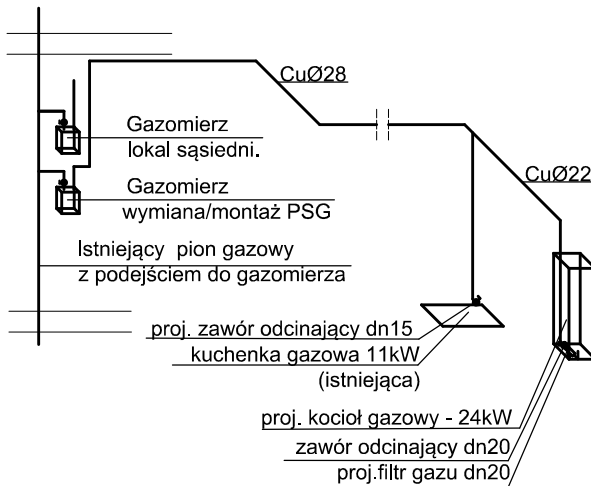 CuØ28
Gazomierz
lokal sąsiedni.
Gazomierz
wymiana/montaż PSG
CuØ22
Istniejący pion gazowy
z podejściem do gazomierza
proj. zawór odcinający dn15
kuchenka gazowa 11kW
(istniejąca)
proj. kocioł gazowy - 24kW
zawór odcinający dn20
proj.filtr gazu dn20